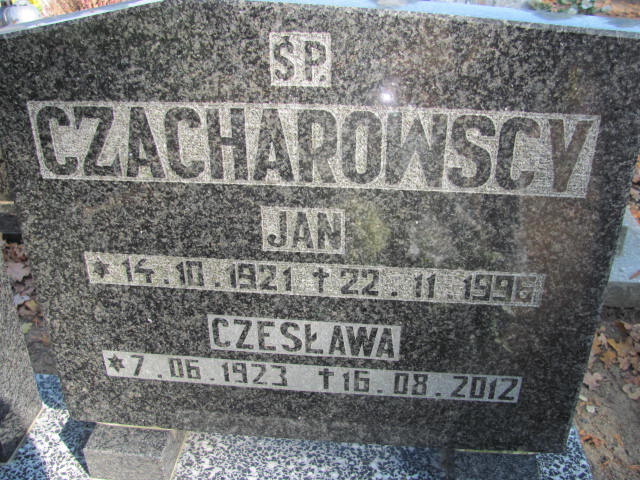 ŚP.
CZACHAROWSCY
JAN
*14.10.1921 †22.11.1996
CZESŁAWA
*7.06.1923 †16.08.2012